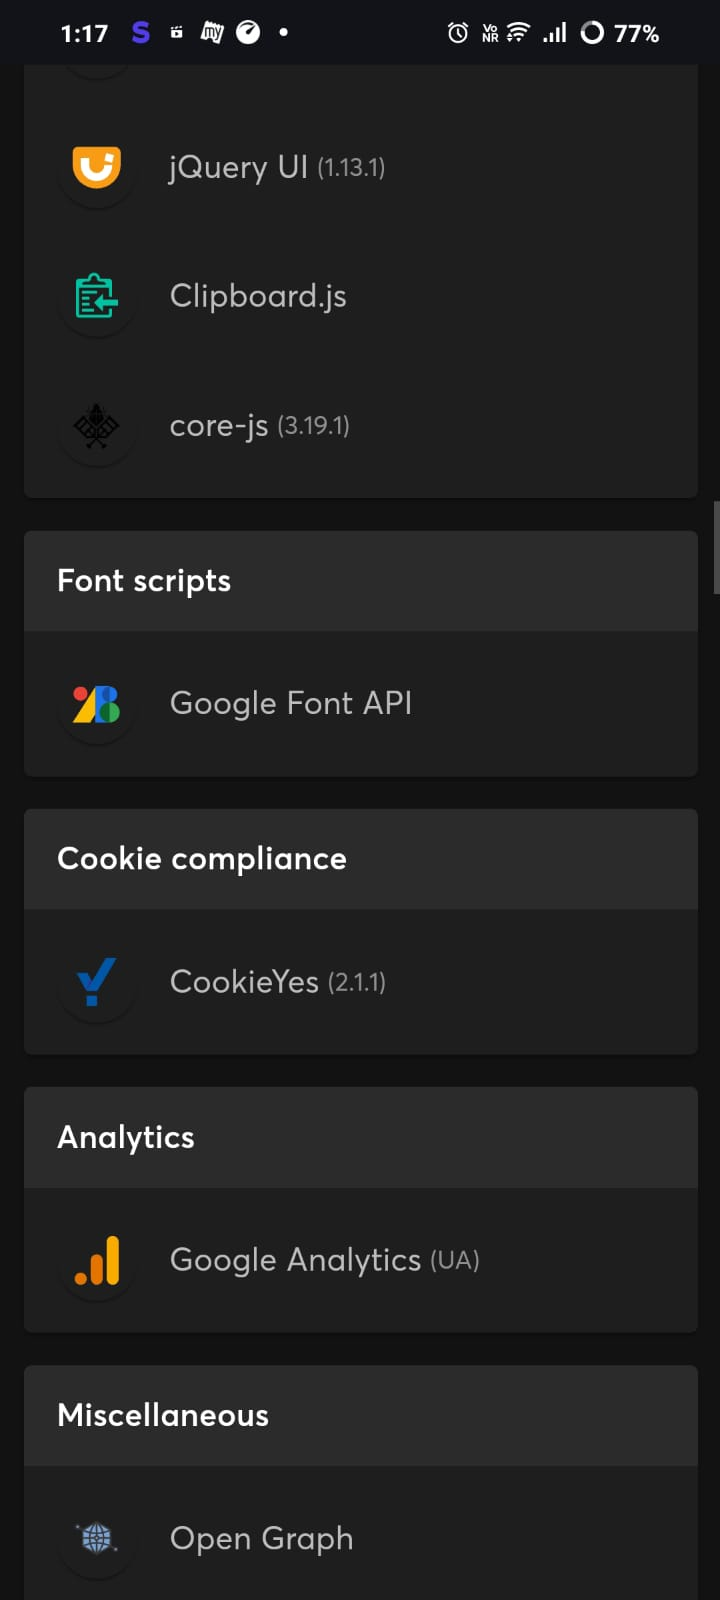 1:17 S 77%
jQuery UI (1.13.1)
Clipboard.js
core-js (3.19.1)
Font scripts
Google Font API
Cookie compliance
CookieYes (2.1.1)
Analytics
Google Analytics (UA)
Miscellaneous
Open Graph